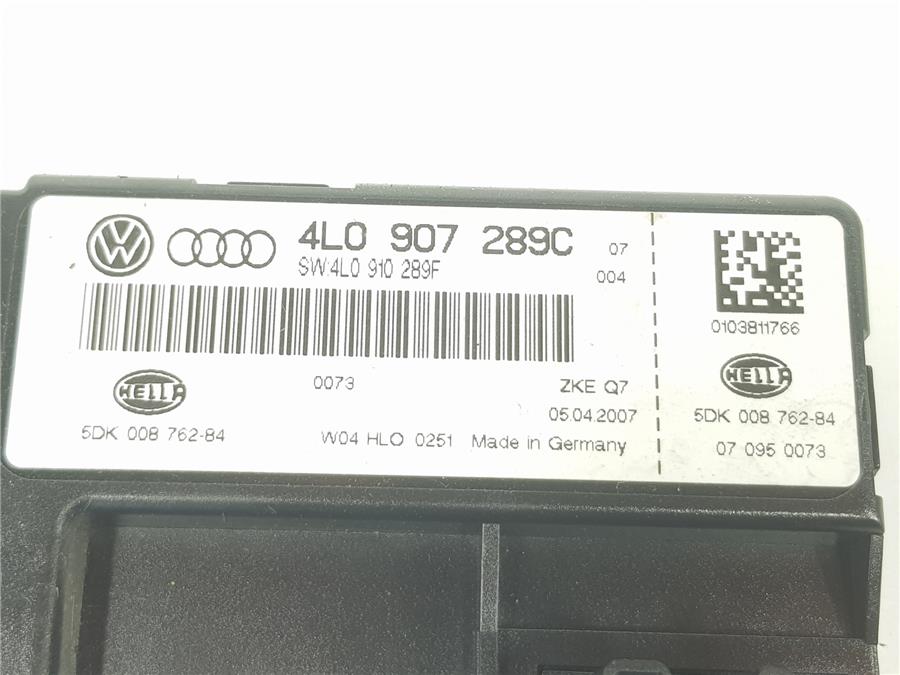 4L0 907 289C 07
SW:4L0 910 289F 004
0103811766
HELLA 0073 ZKE Q7 HELLA
05.04.2007
5DK 008 762-84 W04 HLO 0251 Made in Germany
5DK 008 762-84
07 095 0073